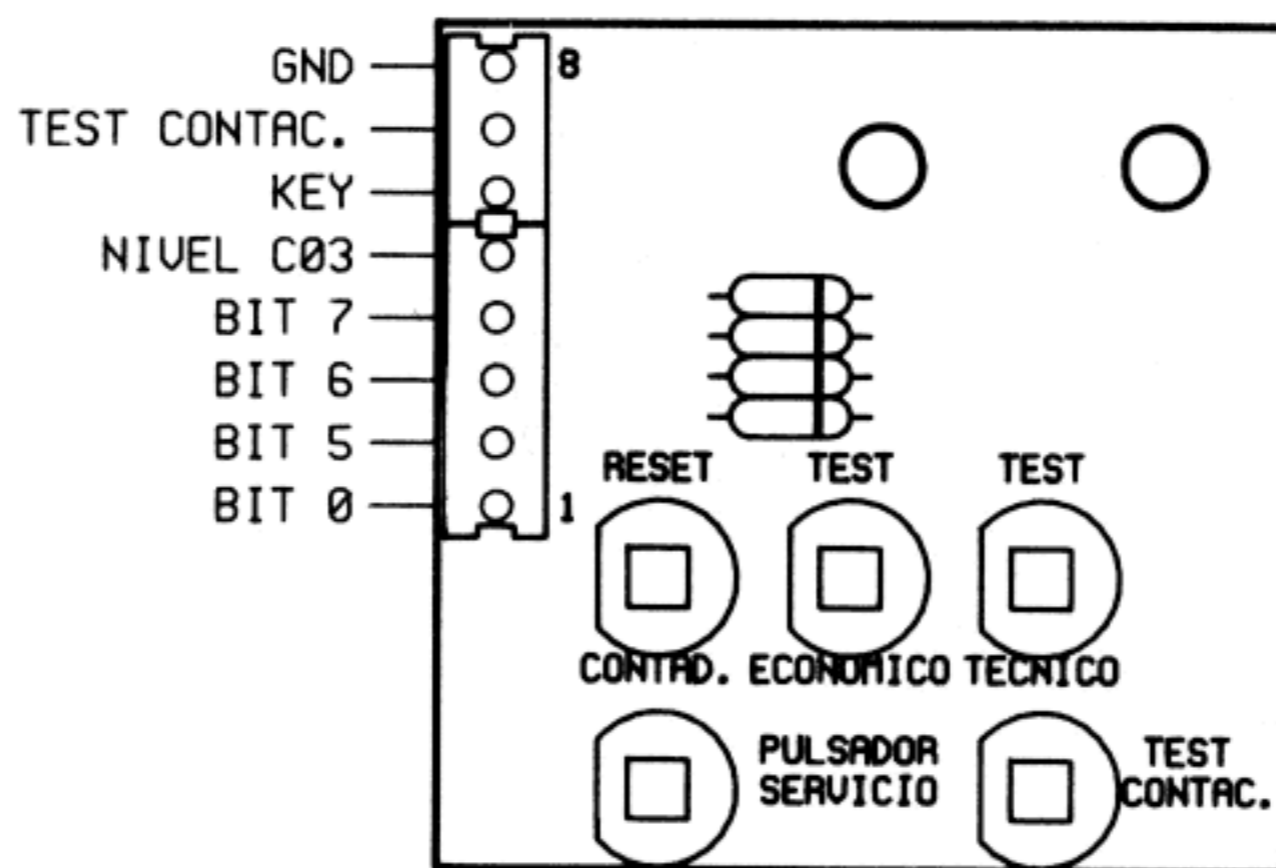 GND
8
TEST CONTAC.
KEY
NIVEL C03
BIT 7
BIT 6
BIT 5
BIT 0
1
RESET TEST TEST
CONTAD. ECONOMICO TECNICO
PULSADOR
SERVICIO
TEST
CONTAC.